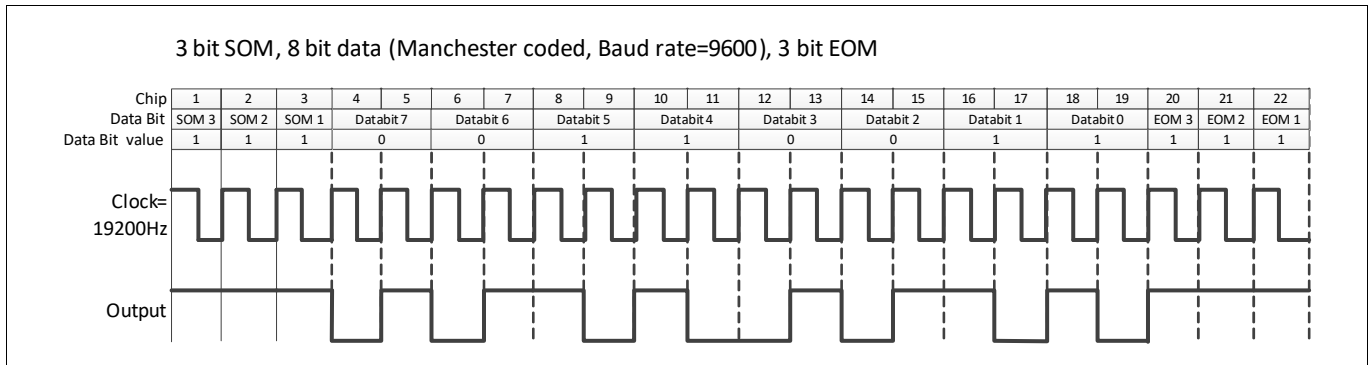 3 bit SOM, 8 bit data (Manchester coded, Baud rate=9600), 3 bit EOM
Chip 1 2 3 4 5 6 7 8 9 10 11 12 13 14 15 16 17 18 19 20 21 22
Data Bit SOM 3 SOM 2 SOM 1 Databit 7 Databit 6 Databit 5 Databit 4 Databit 3 Databit 2 Databit 1 Databit 0 EOM 3 EOM 2 EOM 1
Data Bit value 1 1 1 0 0 1 1 0 0 1 1 1 1 1
Clock=
19200Hz
Output